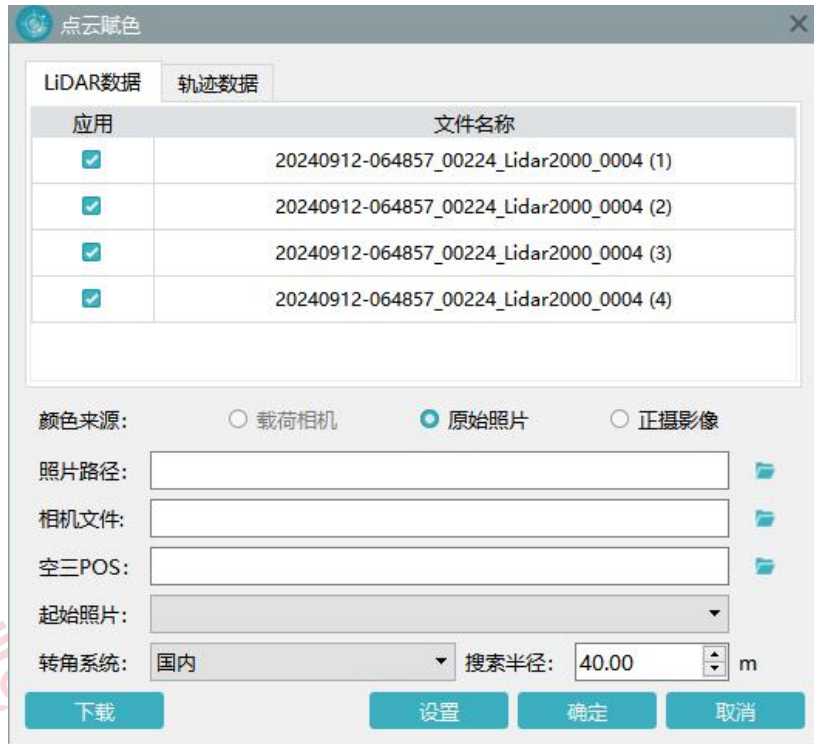 点云赋色
LiDAR数据 轨迹数据
应用 文件名称
20240912-064857_00224_Lidar2000_0004 (1)
20240912-064857_00224_Lidar2000_0004 (2)
20240912-064857_00224_Lidar2000_0004 (3)
20240912-064857_00224_Lidar2000_0004 (4)
颜色来源: 载荷相机 原始照片 正摄影像
照片路径:
相机文件:
空三POS:
起始照片:
转角系统: 国内 搜索半径: 40.00 m
下载 设置 确定 取消